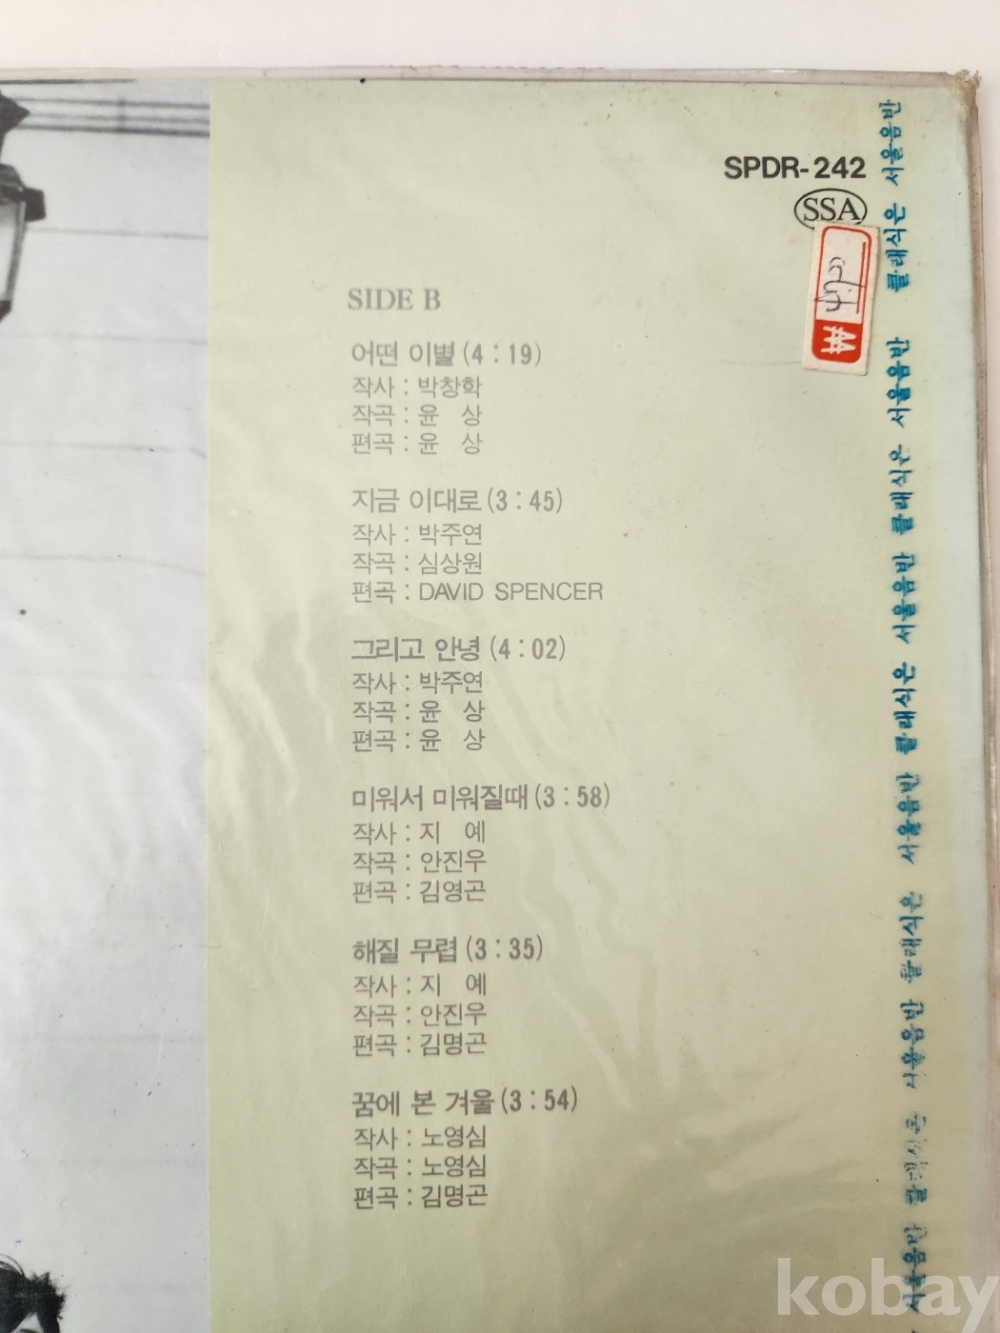 SPDR-242
SSA
SIDE B
어떤 이별 (4 : 19)
작사 : 박창학
작곡 : 윤 상
편곡 : 윤 상
지금 이대로 (3 : 45)
작사 : 박주연
작곡 : 심상원
편곡 : DAVID SPENCER
그리고 안녕 (4 : 02)
작사 : 박주연
작곡 : 윤 상
편곡 : 윤 상
미워서 미워질때 (3 : 58)
작사 : 지 예
작곡 : 안진우
편곡 : 김영곤
해질 무렵 (3 : 35)
작사 : 지 예
작곡 : 안진우
편곡 : 김명곤
꿈에 본 겨울 (3 : 54)
작사 : 노영심
작곡 : 노영심
편곡 : 김명곤
서울음반 클래식은 서울음반 클래식은 서울음반 클래식은 서울음반 클래식은 서울음반 클래식은 서울음반
kobay